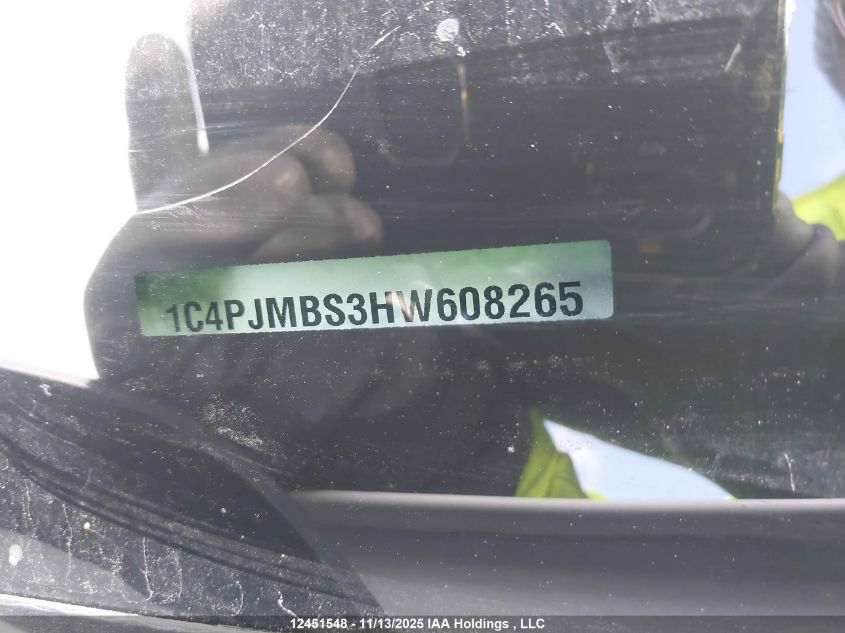 1C4PJMBS3HW608265
12451548 - 11/13/2025 IAA Holdings , LLC